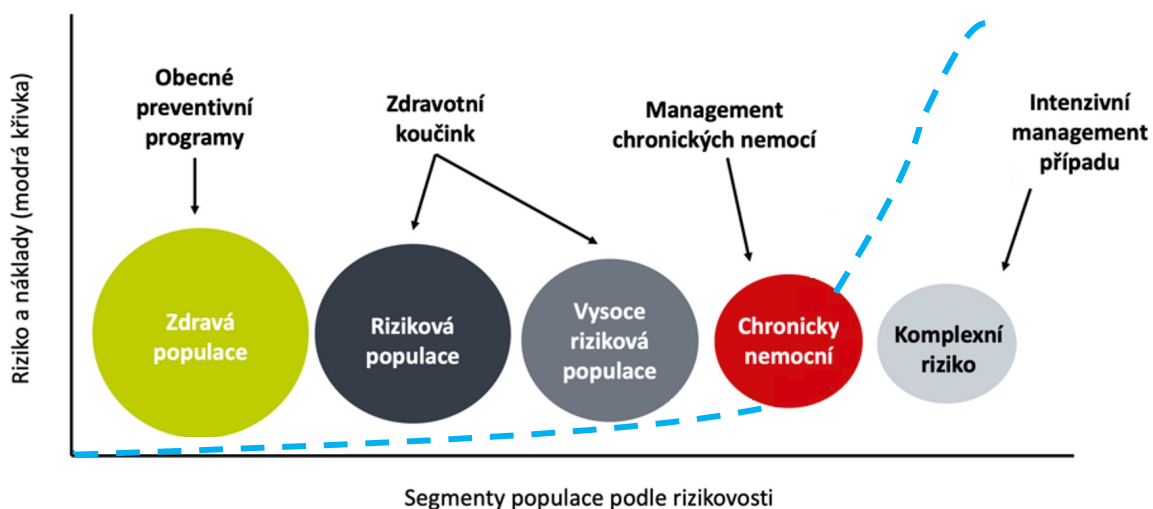 Riziko a náklady (modrá křivka)
Obecné
preventivní
programy
Zdravotní
koučink
Management
chronických nemocí
Intenzivní
management
případu
Zdravá
populace
Riziková
populace
Vysoce
riziková
populace
Chronicky
nemocní
Komplexní
riziko
Segmenty populace podle rizikovosti